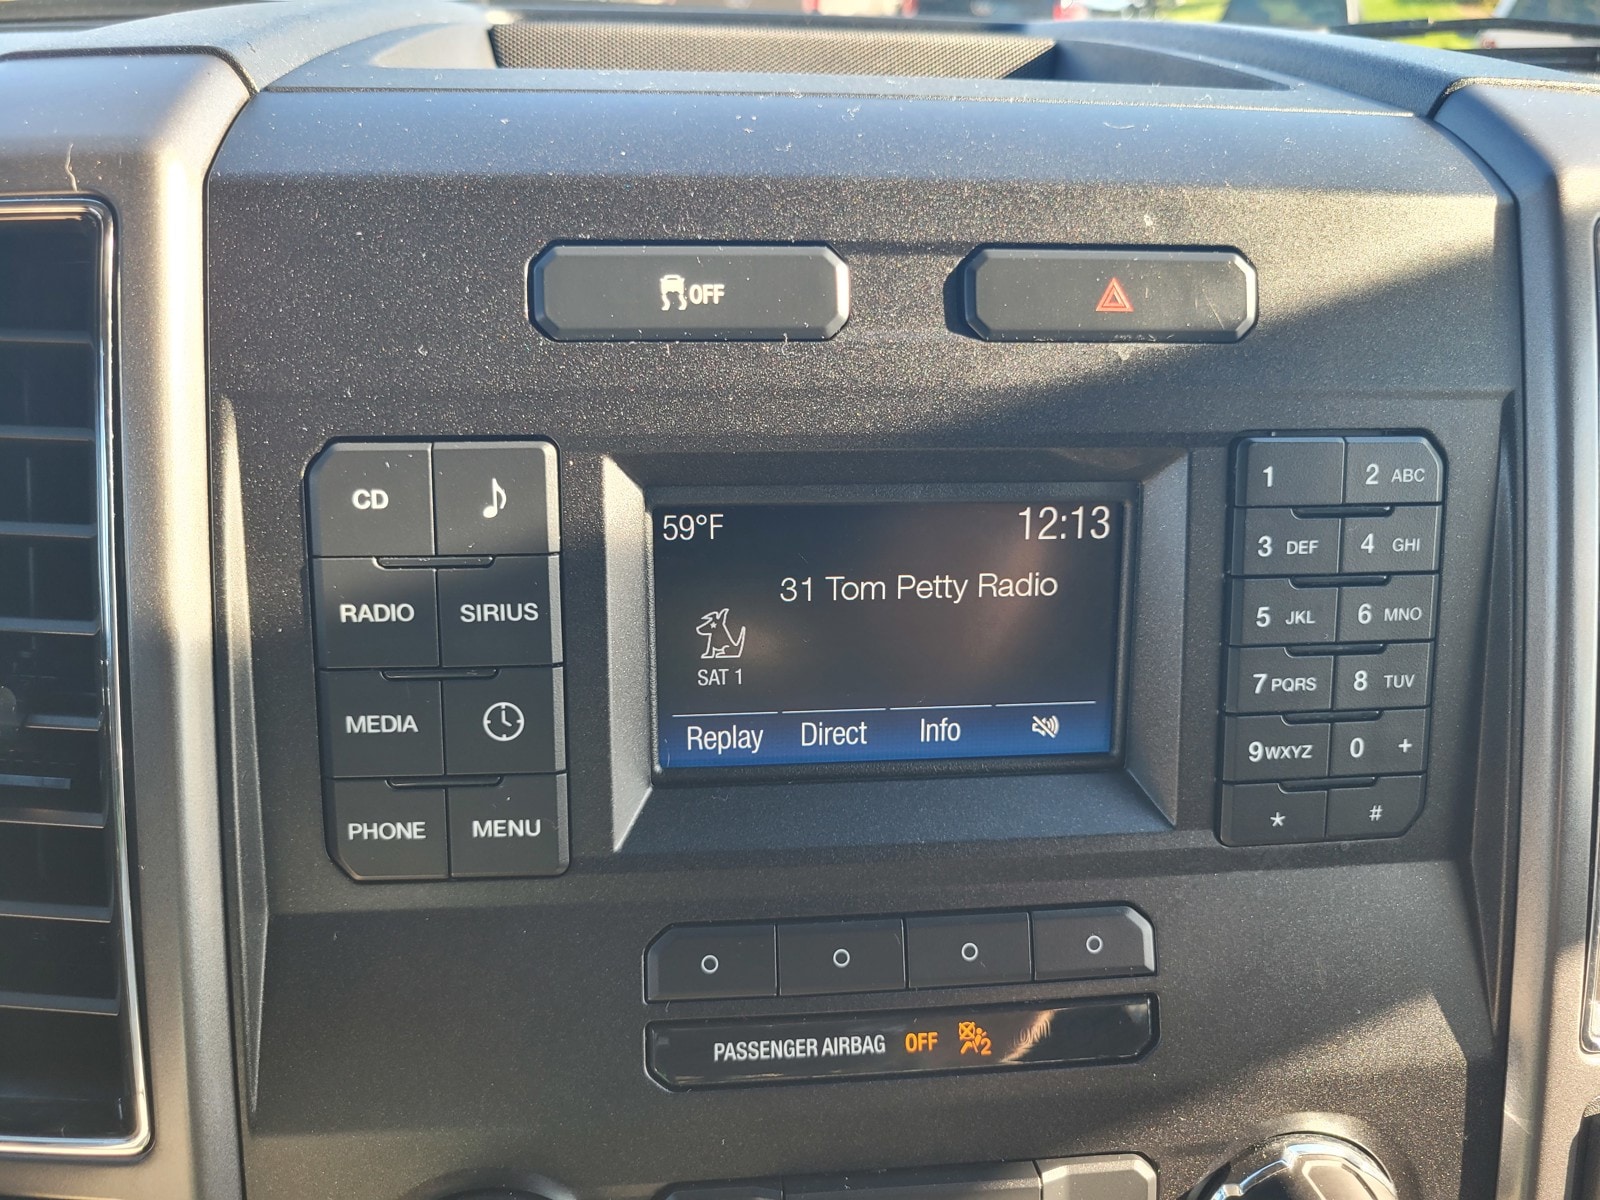 OFF
CD
RADIO SIRIUS
MEDIA
PHONE MENU
59°F 12:13
31 Tom Petty Radio
SAT 1
Replay Direct Info
1 2 ABC
3 DEF 4 GHI
5 JKL 6 MNO
7 PQRS 8 TUV
9 WXYZ 0 +
* #
PASSENGER AIRBAG OFF 2